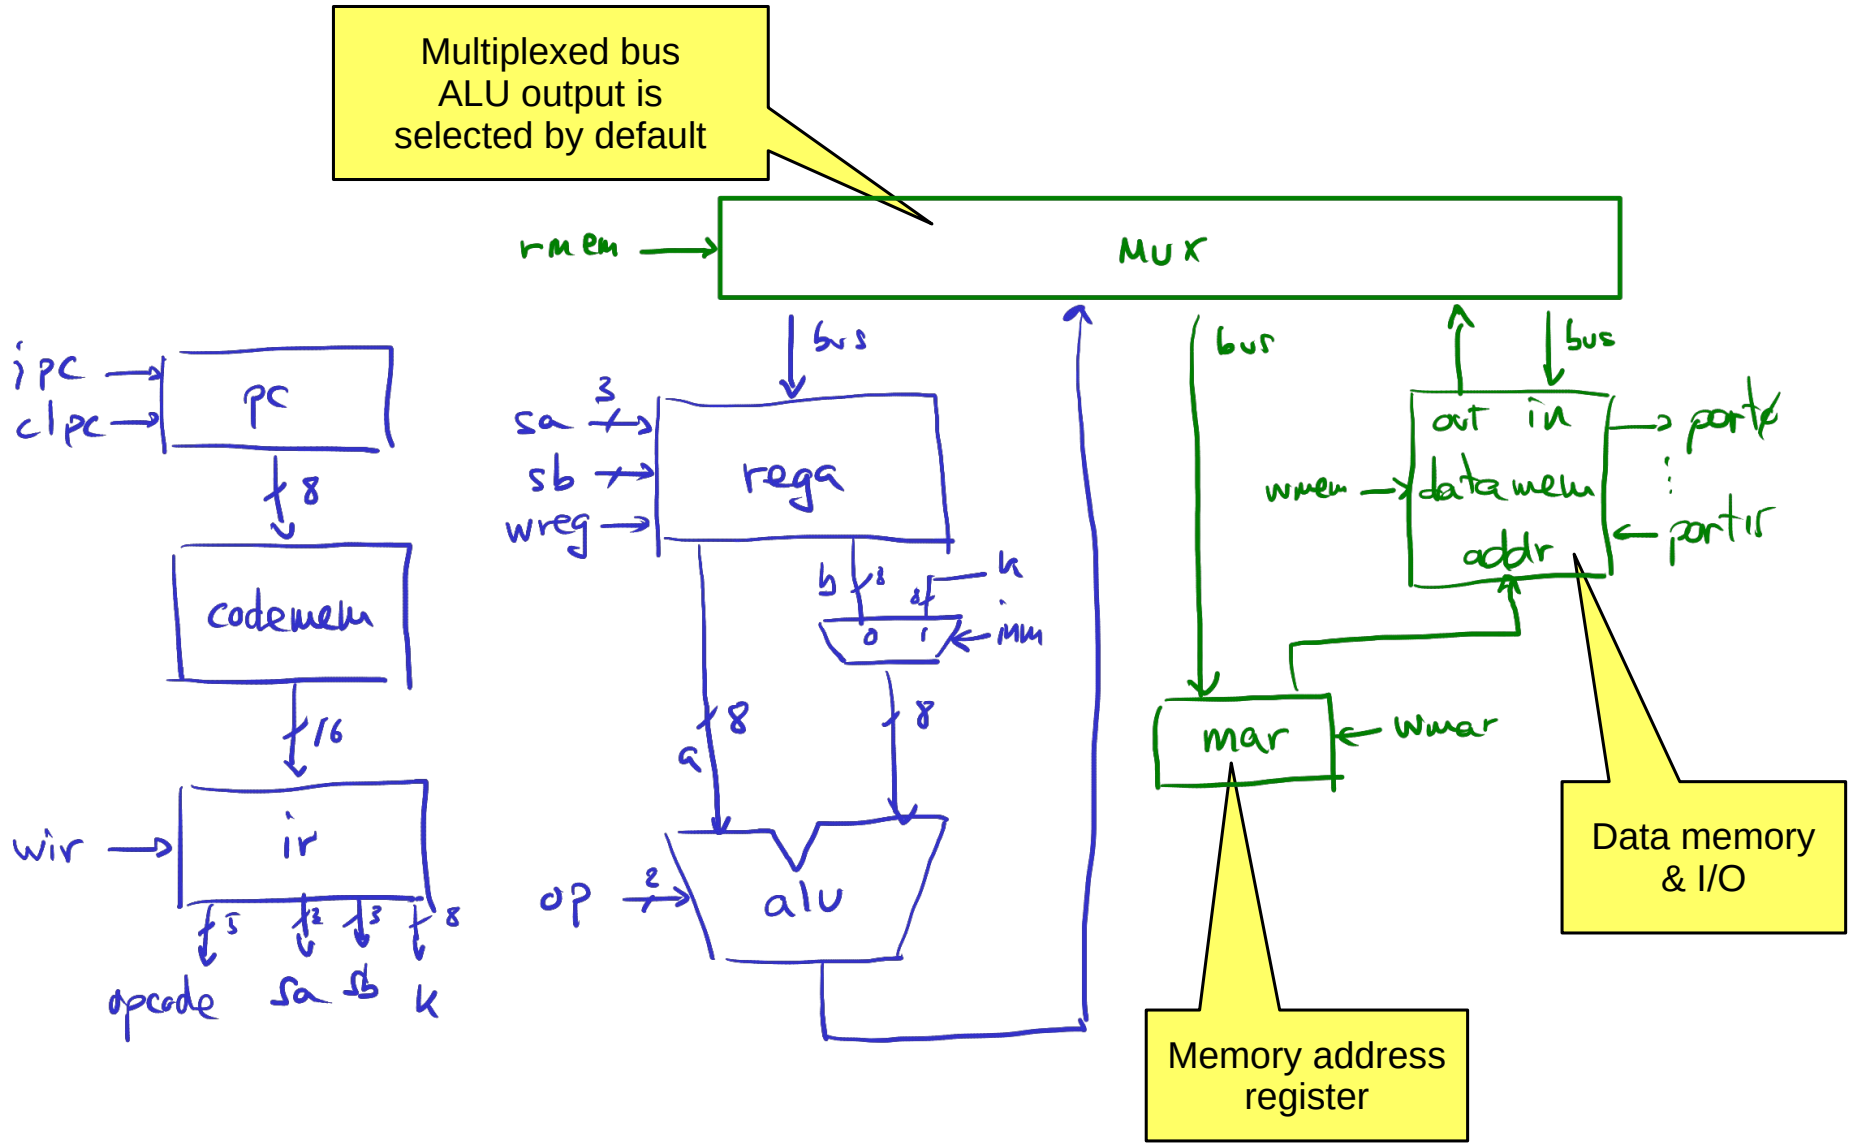 Multiplexed bus
ALU output is
selected by default
rmem
Mux
bus
bus
bus
ipc
clpc
pc
8
codemem
16
wir
ir
5
3
3
8
opcode
sa
sb
k
3
sa
sb
wreg
rega
b
8
k
8
0
1
imm
a
8
8
op
2
alu
out
in
datamem
addr
wmem
port0
port15
mar
wmar
Data memory
& I/O
Memory address
register